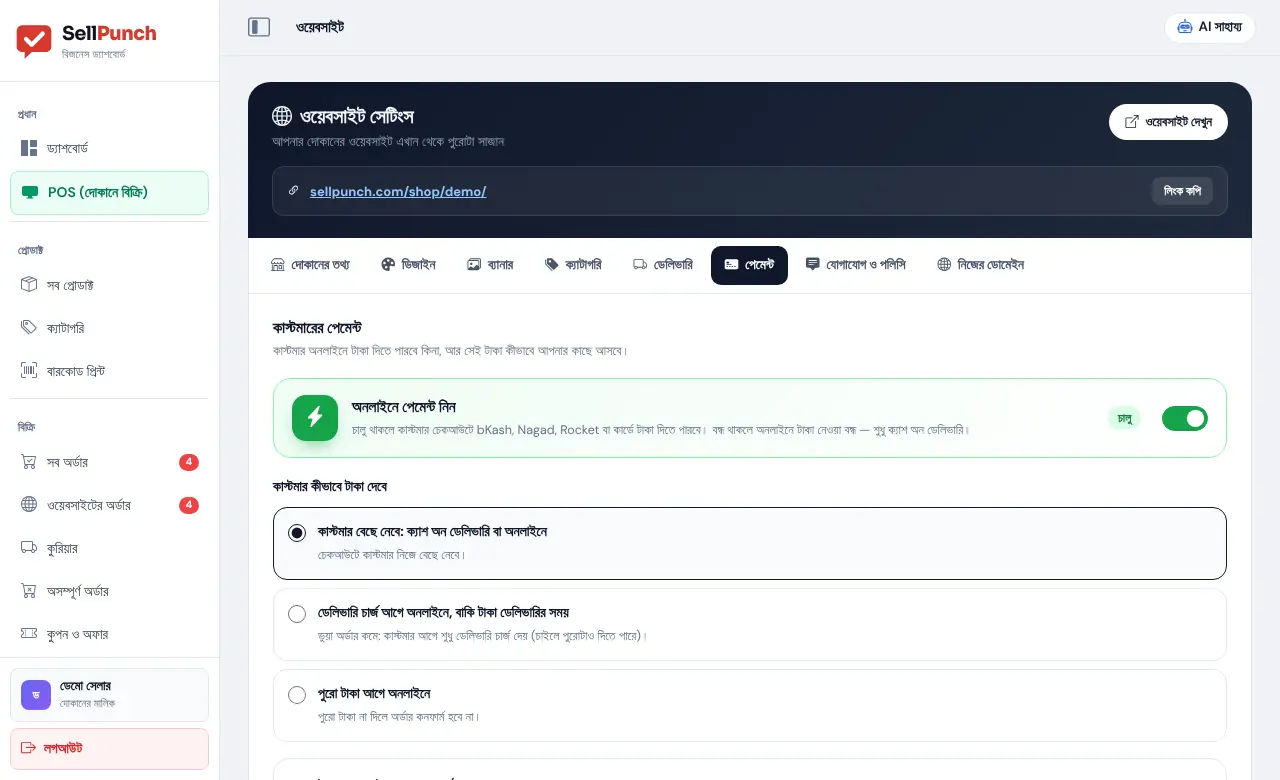 SellPunch
বিজনেস ড্যাশবোর্ড
প্রধান
ড্যাশবোর্ড
POS (দোকানে বিক্রি)
প্রোডাক্ট
সব প্রোডাক্ট
ক্যাটাগরি
বারকোড প্রিন্ট
বিক্রি
সব অর্ডার 4
ওয়েবসাইটের অর্ডার 4
কুরিয়ার
অসম্পূর্ণ অর্ডার
কুপন ও অফার
ড
ডেমো সেলার
দোকানের মালিক
লগআউট
ওয়েবসাইট
AI সাহায্য
ওয়েবসাইট সেটিংস
আপনার দোকানের ওয়েবসাইট এখান থেকে পুরোটা সাজান
ওয়েবসাইট দেখুন
sellpunch.com/shop/demo/
লিংক কপি
দোকানের তথ্য ডিজাইন ব্যানার ক্যাটাগরি ডেলিভারি পেমেন্ট যোগাযোগ ও পলিসি নিজের ডোমেইন
কাস্টমারের পেমেন্ট
কাস্টমার অনলাইনে টাকা দিতে পারবে কিনা, আর সেই টাকা কীভাবে আপনার কাছে আসবে।
অনলাইনে পেমেন্ট নিন
চালু থাকলে কাস্টমার চেকআউটে bKash, Nagad, Rocket বা কার্ডে টাকা দিতে পারবে। বন্ধ থাকলে অনলাইনে টাকা নেওয়া বন্ধ — শুধু ক্যাশ অন ডেলিভারি।
চালু
কাস্টমার কীভাবে টাকা দেবে
কাস্টমার বেছে নেবে: ক্যাশ অন ডেলিভারি বা অনলাইনে
চেকআউটে কাস্টমার নিজে বেছে নেবে।
ডেলিভারি চার্জ আগে অনলাইনে, বাকি টাকা ডেলিভারির সময়
ভুয়া অর্ডার কমে: কাস্টমার আগে শুধু ডেলিভারি চার্জ দেয় (চাইলে পুরোটাও দিতে পারে)।
পুরো টাকা আগে অনলাইনে
পুরো টাকা না দিলে অর্ডার কনফার্ম হবে না।